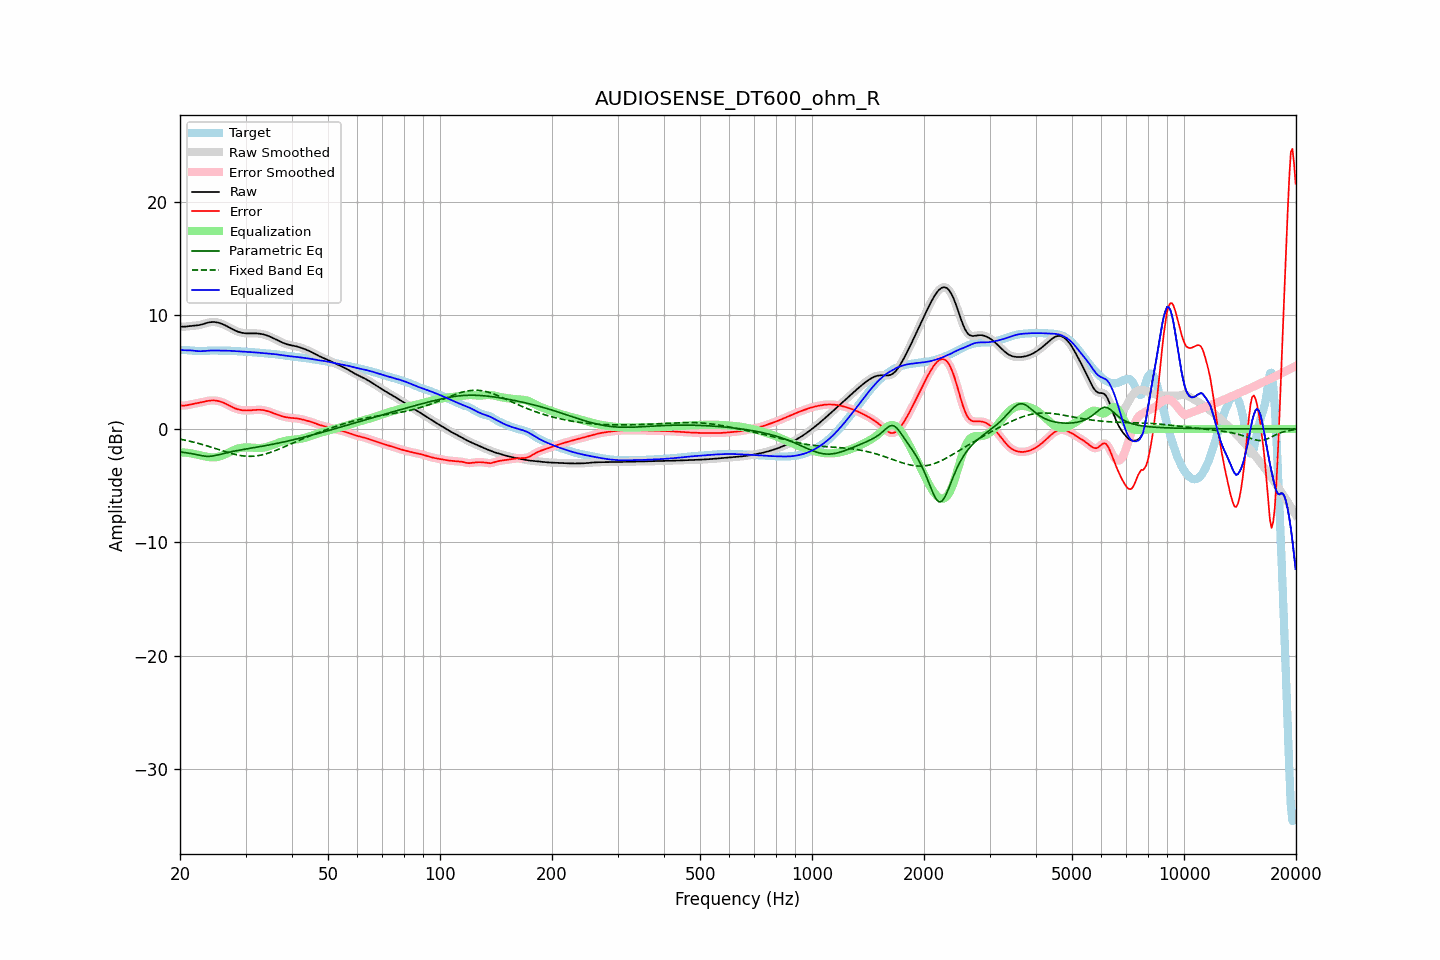 AUDIOSENSE_DT600_ohm_R
Target
Raw Smoothed
Error Smoothed
Raw
Error
Equalization
Parametric Eq
Fixed Band Eq
Equalized
20
10
0
−10
−20
−30
Amplitude (dBr)
20 50 100 200 500 1000 2000 5000 10000 20000
Frequency (Hz)